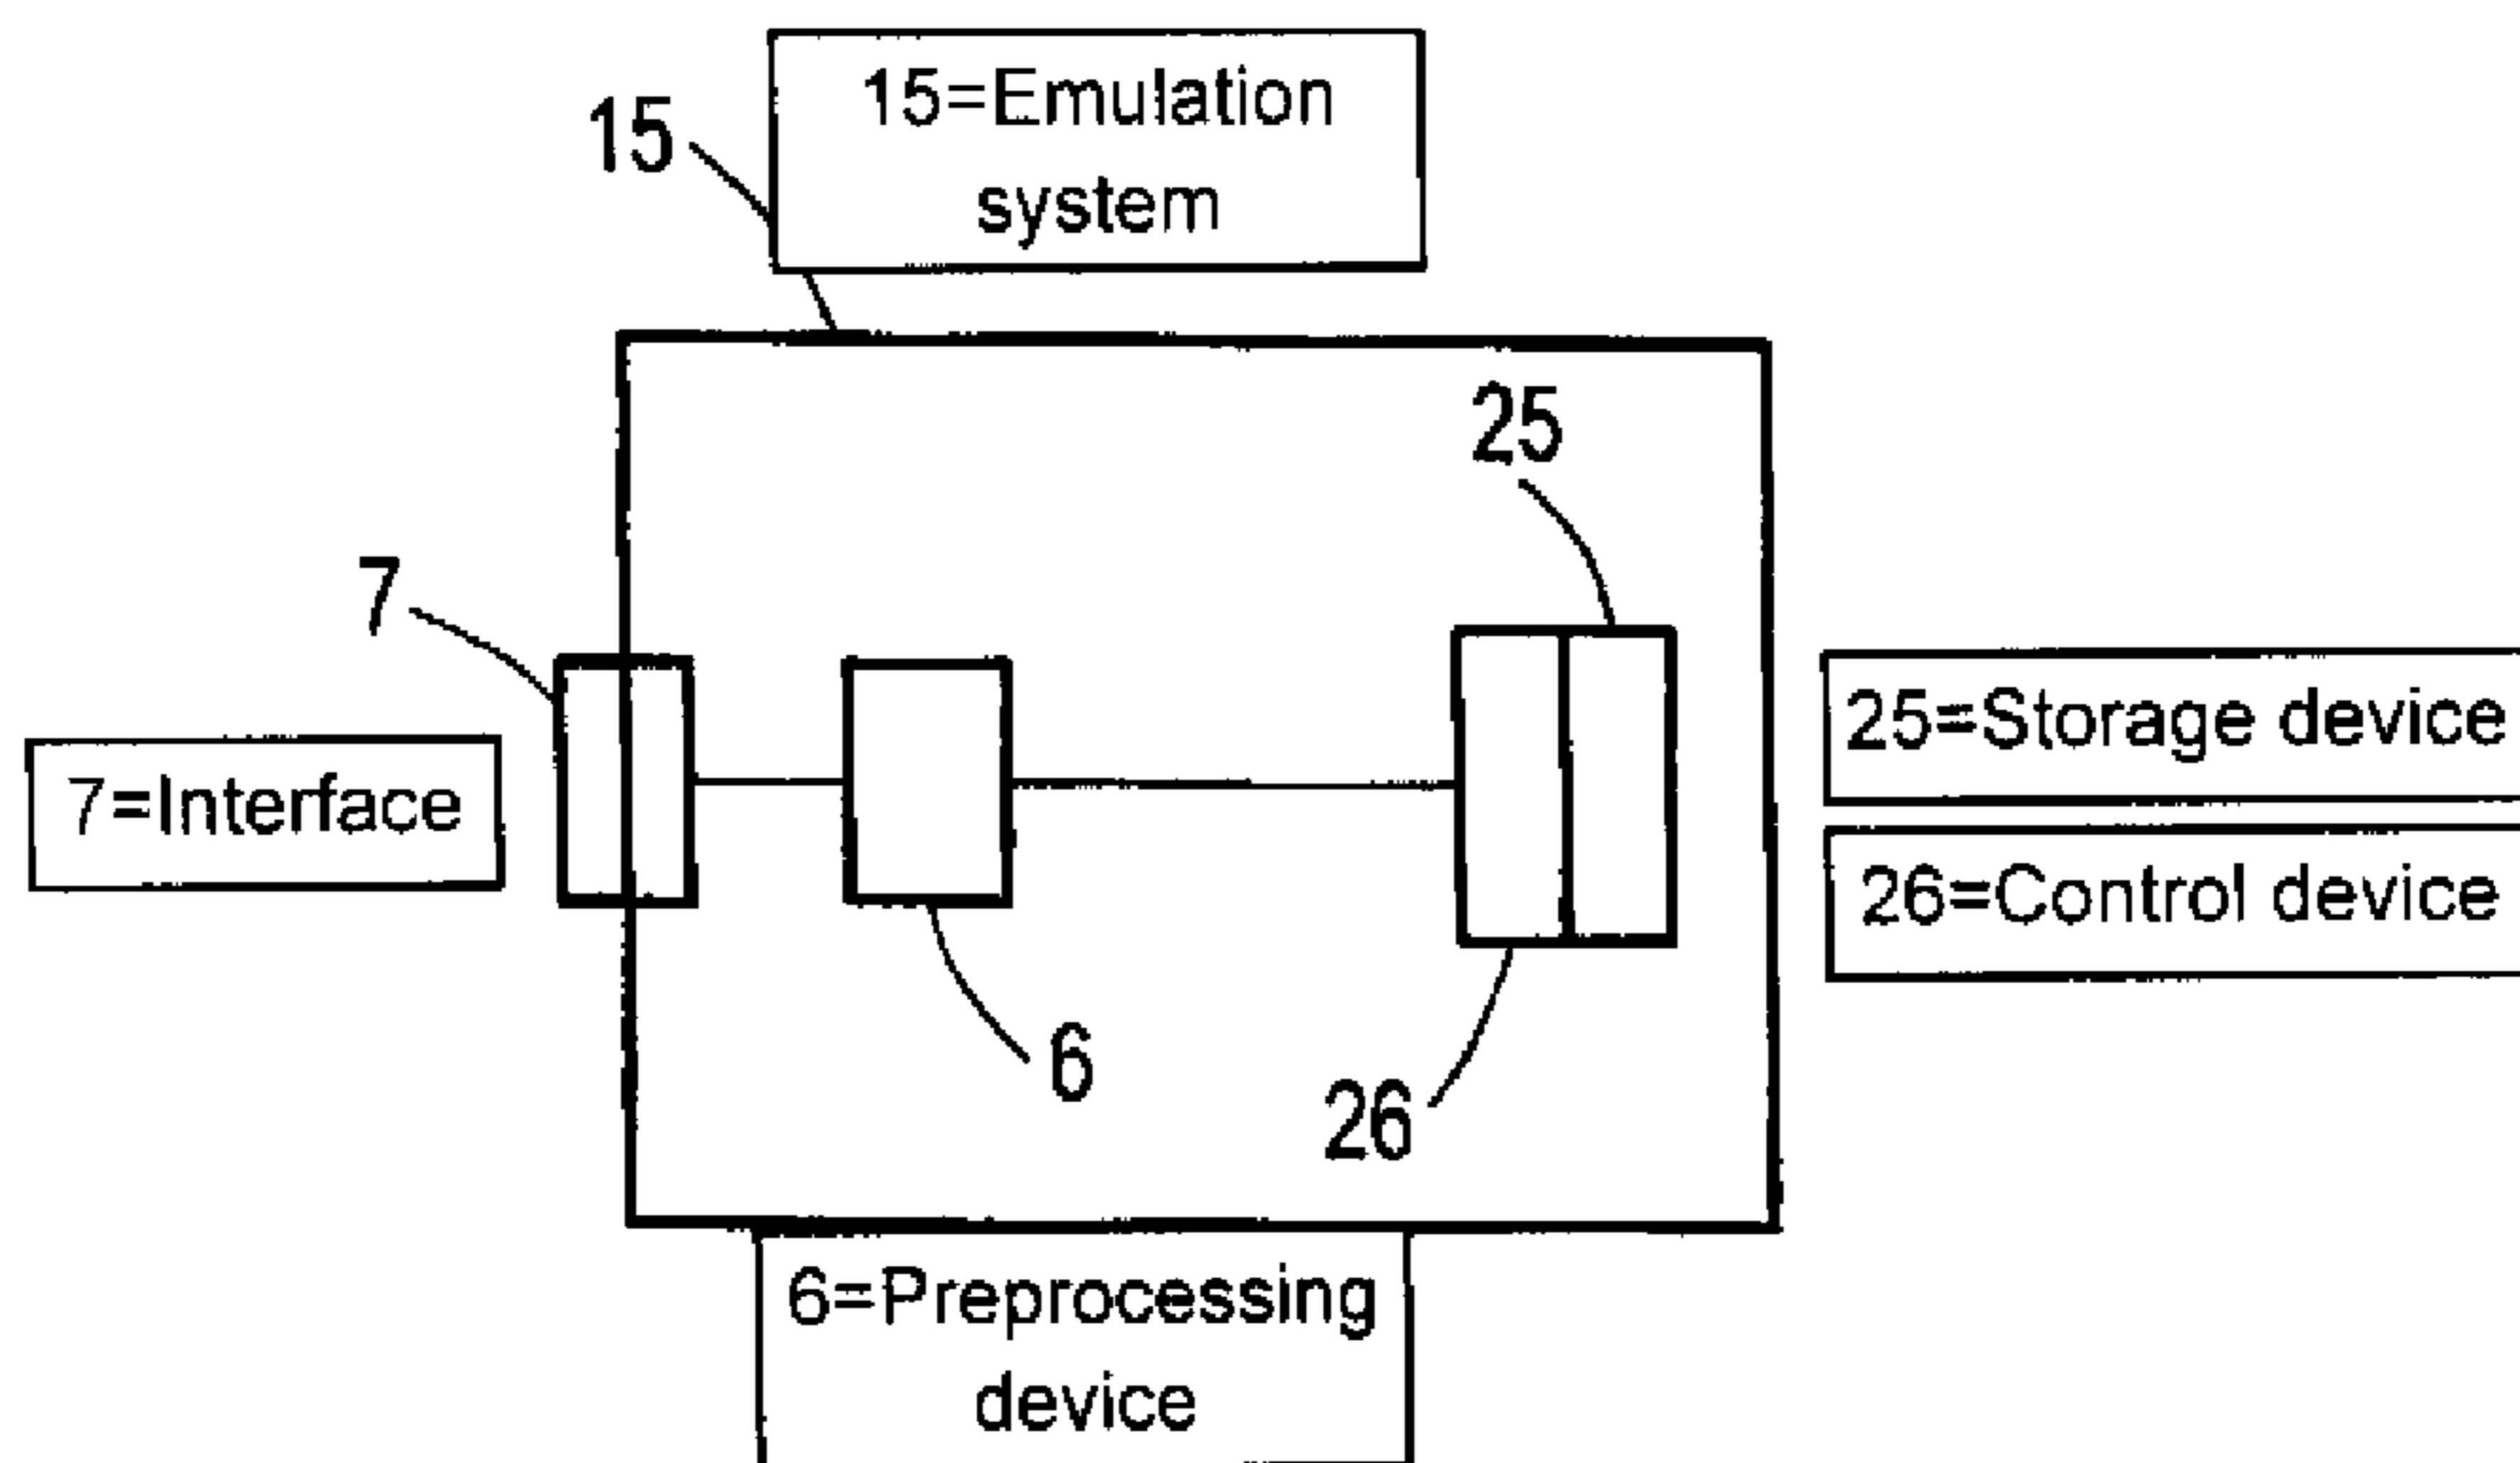 15=Emulation
system
15
25
7
25=Storage device
7=Interface
26=Control device
6
26
6=Preprocessing
device